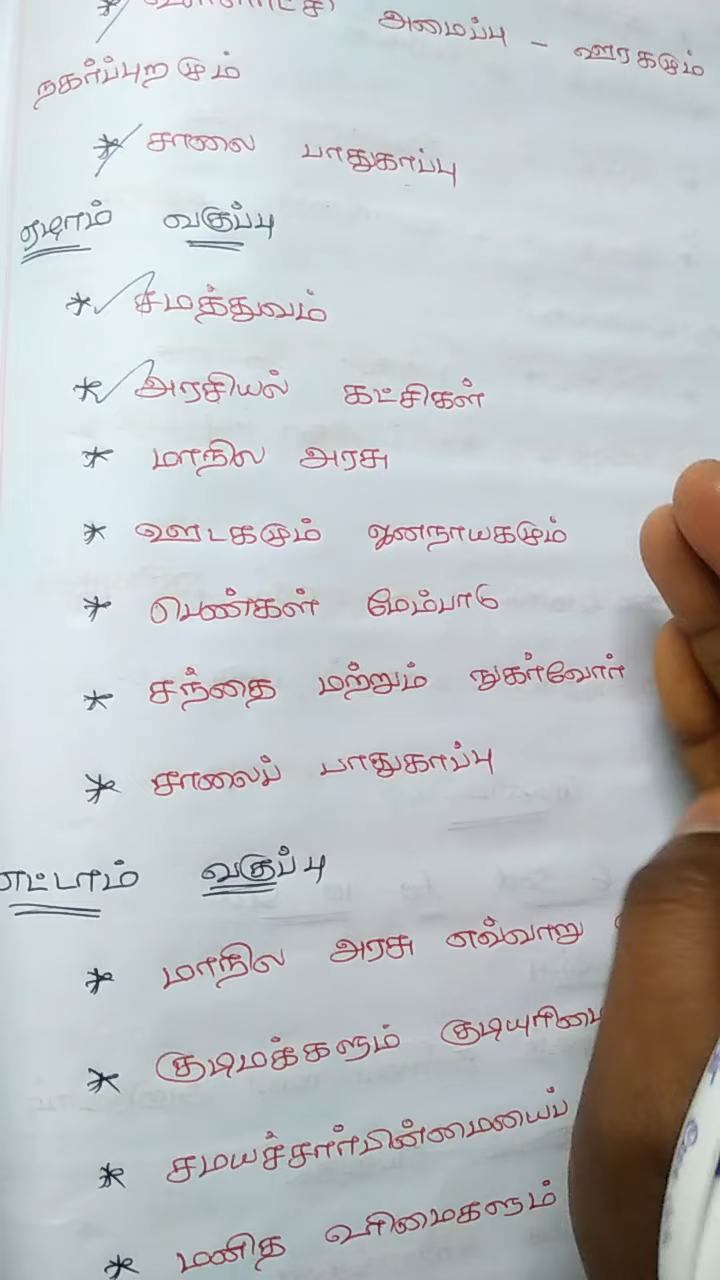 அமைப்பு - ஊரகமும்
நகர்ப்புறமும்
* சாலை பாதுகாப்பு
ஏழாம் வகுப்பு
* சமத்துவம்
* அரசியல் கட்சிகள்
* மாநில அரசு
* ஊடகமும் ஜனநாயகமும்
* பெண்கள் மேம்பாடு
* சந்தை மற்றும் நுகர்வோர்
* சாலைப் பாதுகாப்பு
எட்டாம் வகுப்பு
* மாநில அரசு எவ்வாறு
* குடிமக்களும்
* சமயச்சார்பின்மையைப்
* மனித உரிமைகளும்